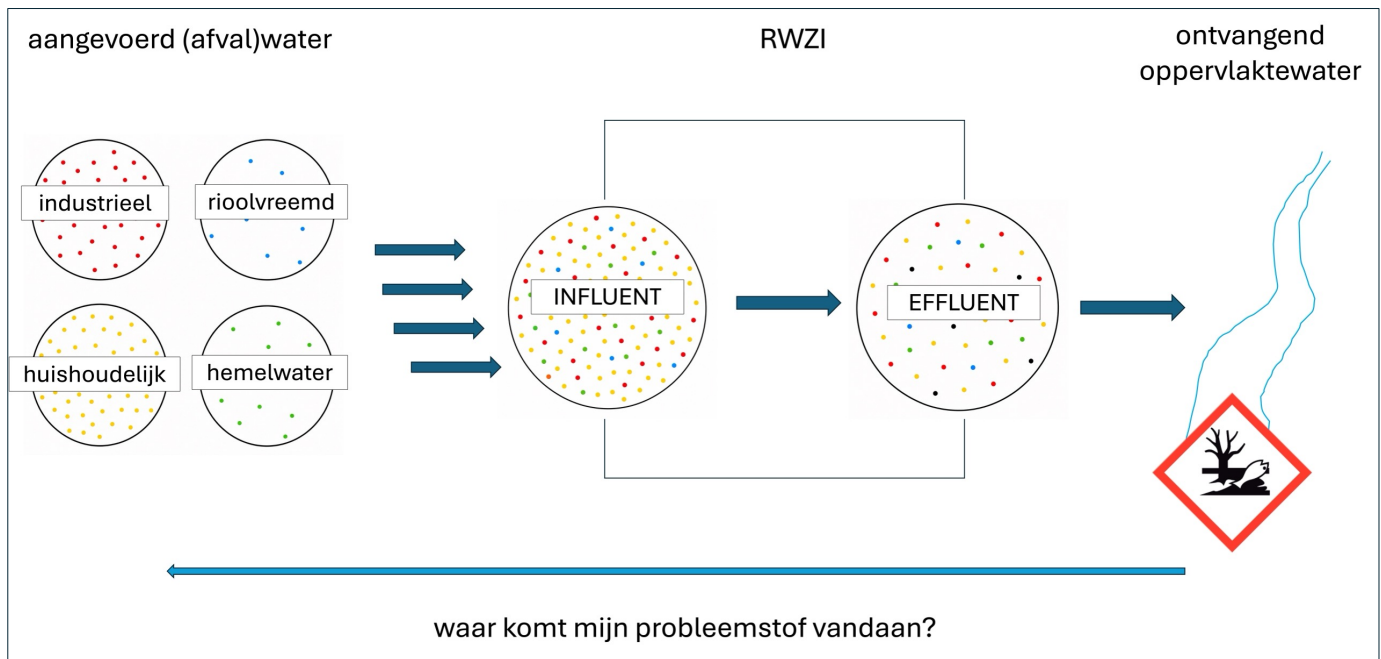 aangevoerd (afval)water
RWZI
ontvangend
oppervlaktewater
industrieel
rioolvreemd
huishoudelijk
hemelwater
INFLUENT
EFFLUENT
waar komt mijn probleemstof vandaan?